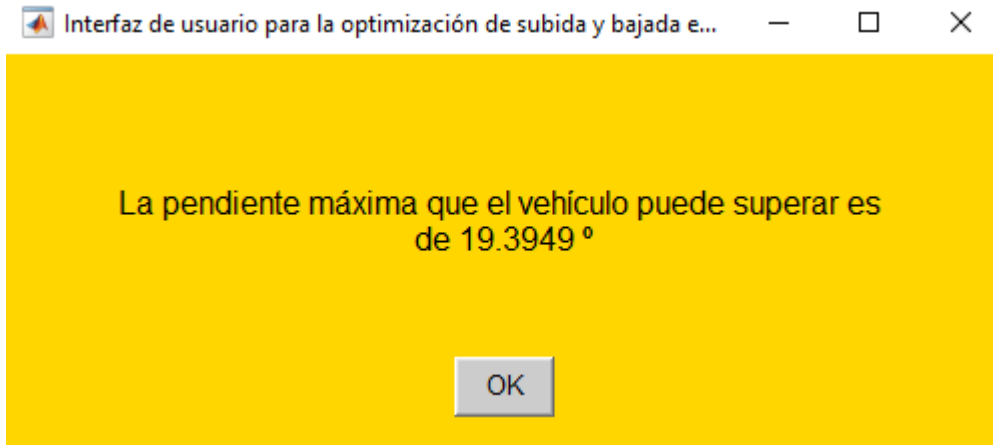 Interfaz de usuario para la optimización de subida y bajada e...
La pendiente máxima que el vehículo puede superar es
de 19.3949 º
OK